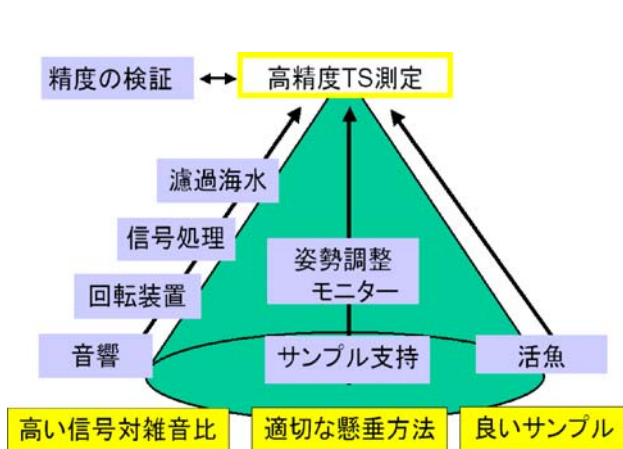 精度の検証
高精度TS測定
濾過海水
信号処理
回転装置
音響
姿勢調整
モニター
サンプル支持
活魚
高い信号対雑音比
適切な懸垂方法
良いサンプル